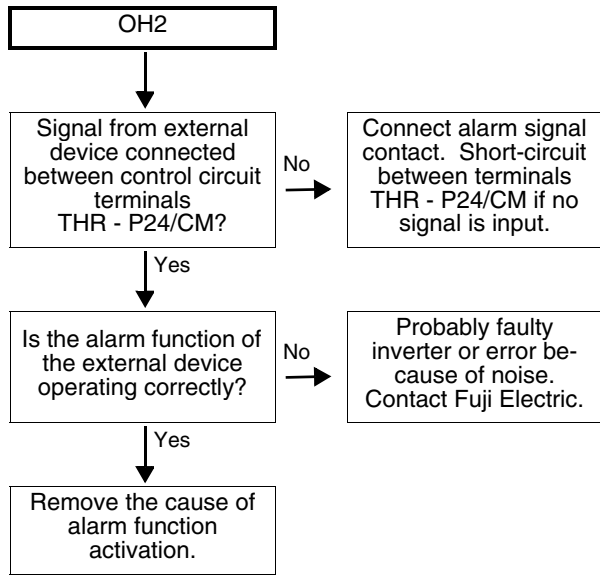 OH2
Signal from external
device connected
between control circuit
terminals
THR - P24/CM?
No
Connect alarm signal
contact. Short-circuit
between terminals
THR - P24/CM if no
signal is input.
Yes
Is the alarm function of
the external device
operating correctly?
No
Probably faulty
inverter or error be-
cause of noise.
Contact Fuji Electric.
Yes
Remove the cause of
alarm function
activation.